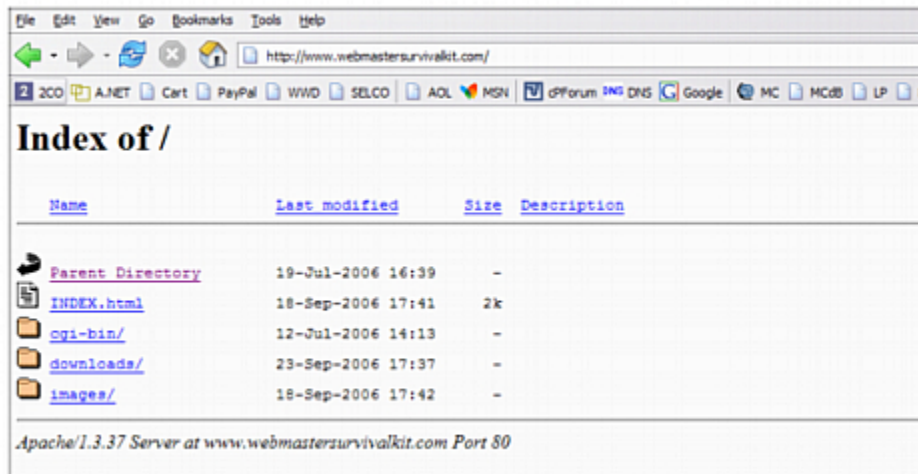 File Edit View Go Bookmarks Tools Help
http://www.webmastersurvivalkit.com/
2 2CO A.NET Cart PayPal WWD SELCO AOL MSN cPForum DNS DNS G Google MC MCdB LP
Index of /
Name Last modified Size Description
Parent Directory 19-Jul-2006 16:39 -
INDEX.html 18-Sep-2006 17:41 2k
cgi-bin/ 12-Jul-2006 14:13 -
downloads/ 23-Sep-2006 17:37 -
images/ 18-Sep-2006 17:42 -
Apache/1.3.37 Server at www.webmastersurvivalkit.com Port 80